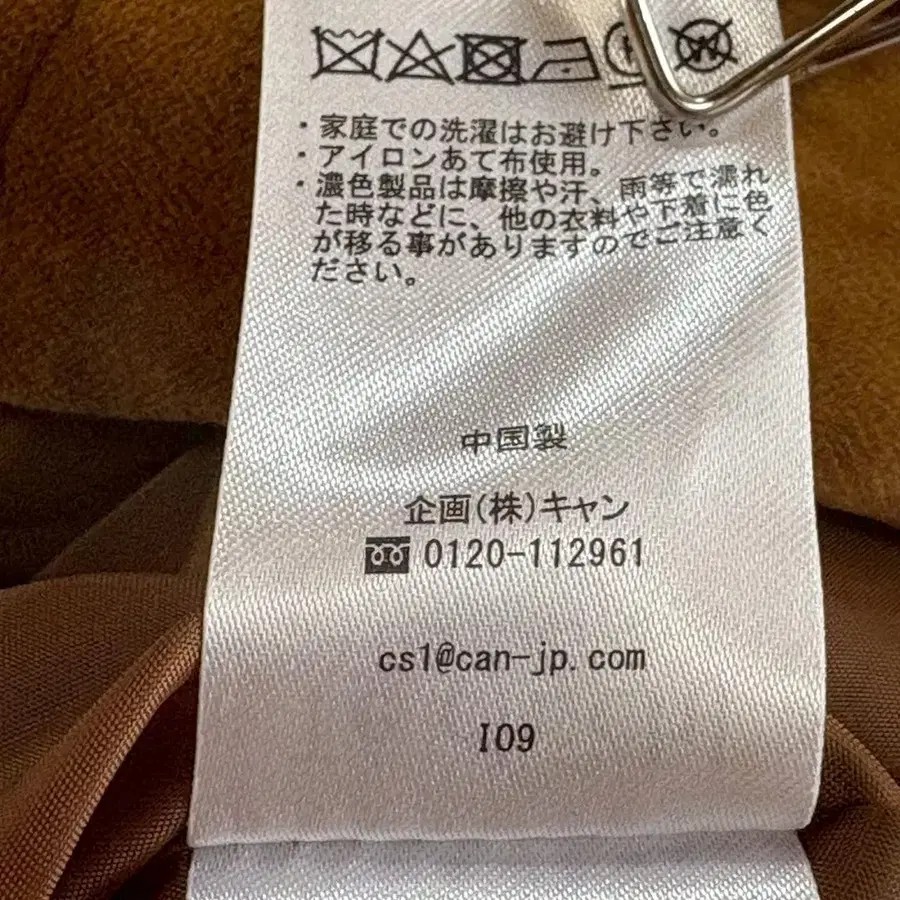 ・家庭での洗濯はお避け下さい。
・アイロンあて布使用。
・濃色製品は摩擦や汗、雨等で濡れ
た時などに、他の衣料や下着に色
が移る事がありますのでご注意く
ださい。
中国製
企画(株)キャン
0120-112961
cs1@can-jp.com
I09